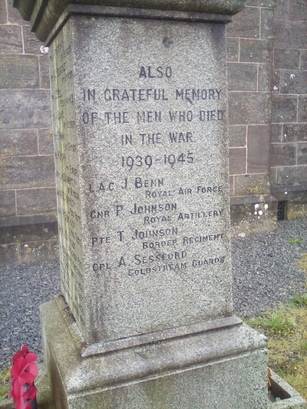 ALSO
IN GRATEFUL MEMORY
OF THE MEN WHO DIED
IN THE WAR
1939-1945
L.A.C J. BENN
ROYAL AIR FORCE
GNR P. JOHNSON
ROYAL ARTILLERY
PTE T. JOHNSON
BORDER REGIMENT
CPL A. SESSFORD
COLDSTREAM GUARDS